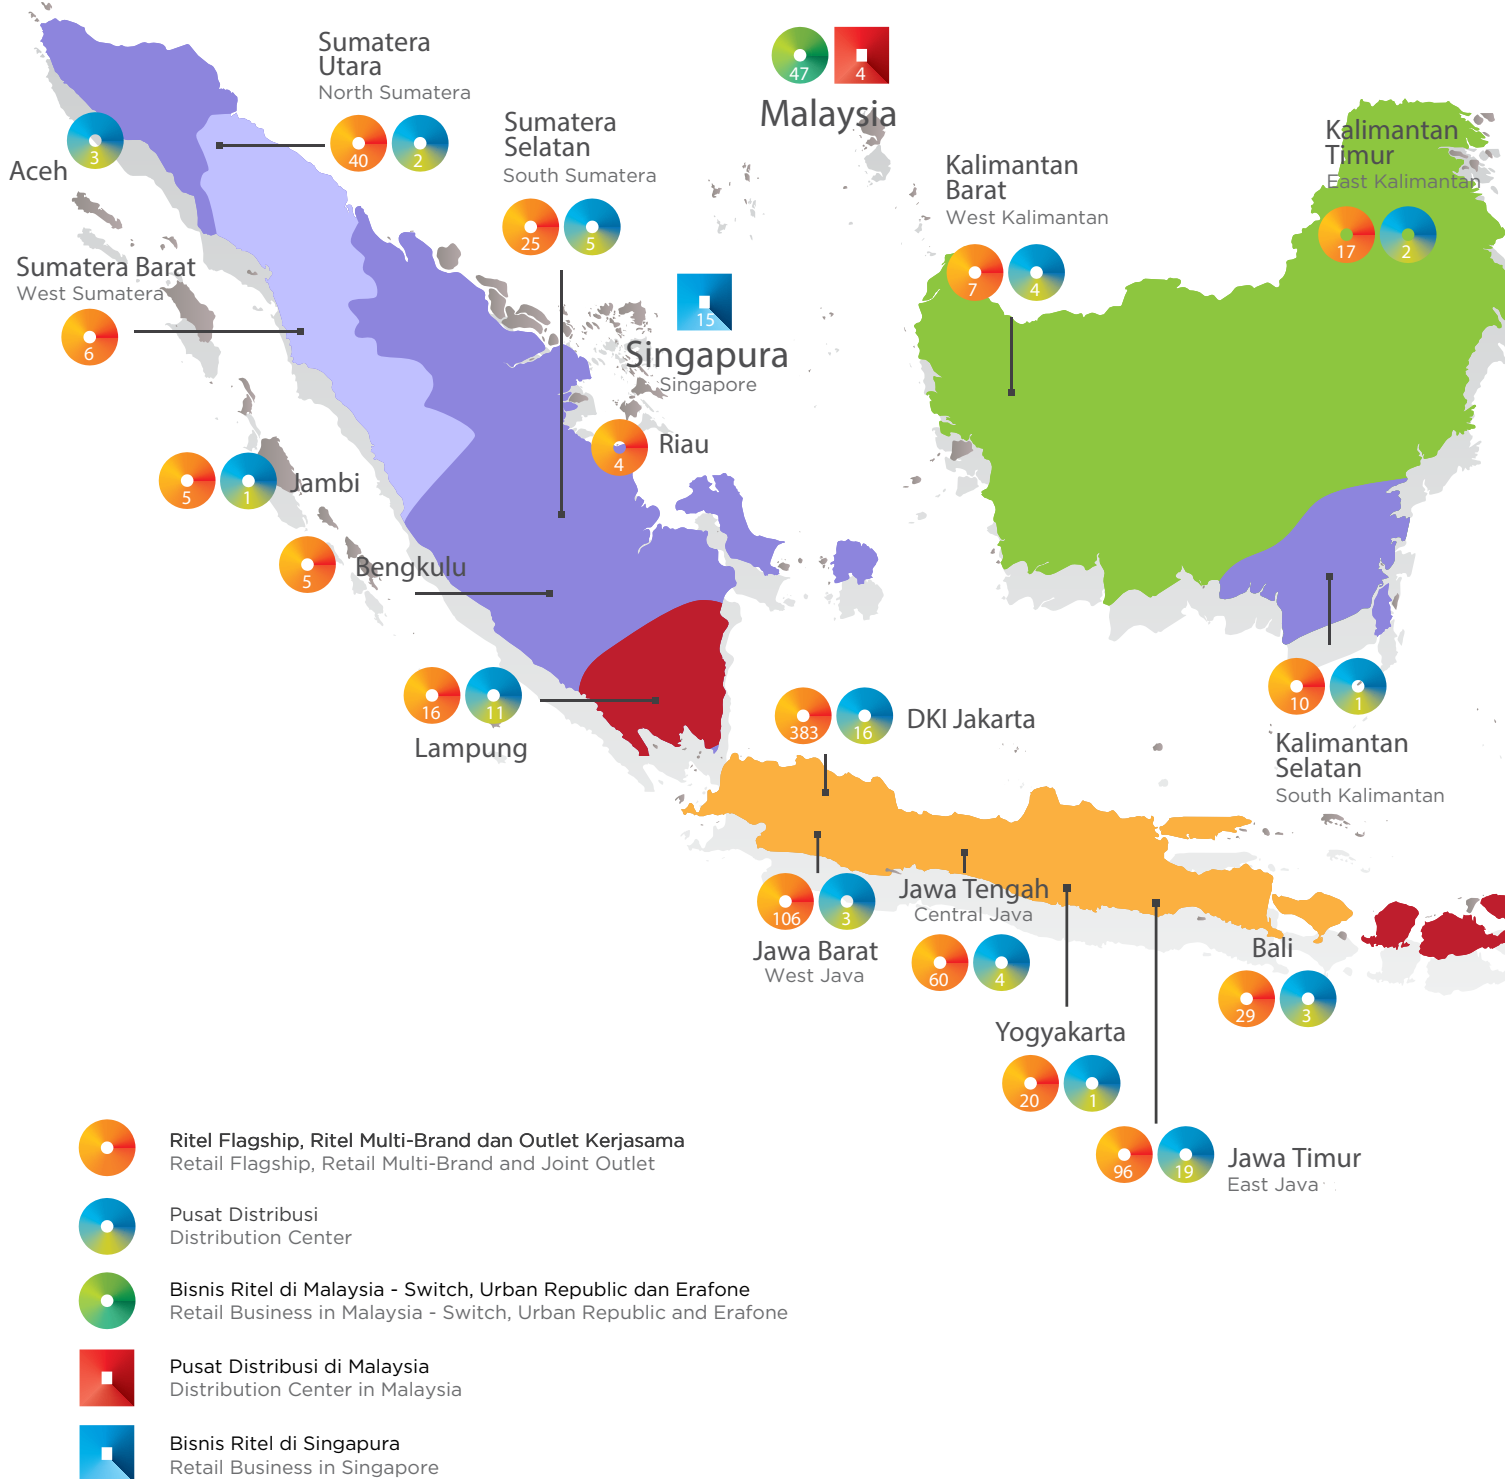 Sumatera
Utara
North Sumatera
40
2
47
4
Malaysia
Aceh
3
Sumatera
Selatan
South Sumatera
25
5
Kalimantan
Barat
West Kalimantan
7
4
Kalimantan
Timur
East Kalimantan
17
2
Sumatera Barat
West Sumatera
6
15
Singapura
Singapore
4
Riau
5
1
Jambi
5
Bengkulu
16
11
Lampung
383
16
DKI Jakarta
10
1
Kalimantan
Selatan
South Kalimantan
106
3
Jawa Barat
West Java
Jawa Tengah
Central Java
60
4
Bali
29
3
Yogyakarta
20
1
96
19
Jawa Timur
East Java
Ritel Flagship, Ritel Multi-Brand dan Outlet Kerjasama
Retail Flagship, Retail Multi-Brand and Joint Outlet
Pusat Distribusi
Distribution Center
Bisnis Ritel di Malaysia - Switch, Urban Republic dan Erafone
Retail Business in Malaysia - Switch, Urban Republic and Erafone
Pusat Distribusi di Malaysia
Distribution Center in Malaysia
Bisnis Ritel di Singapura
Retail Business in Singapore